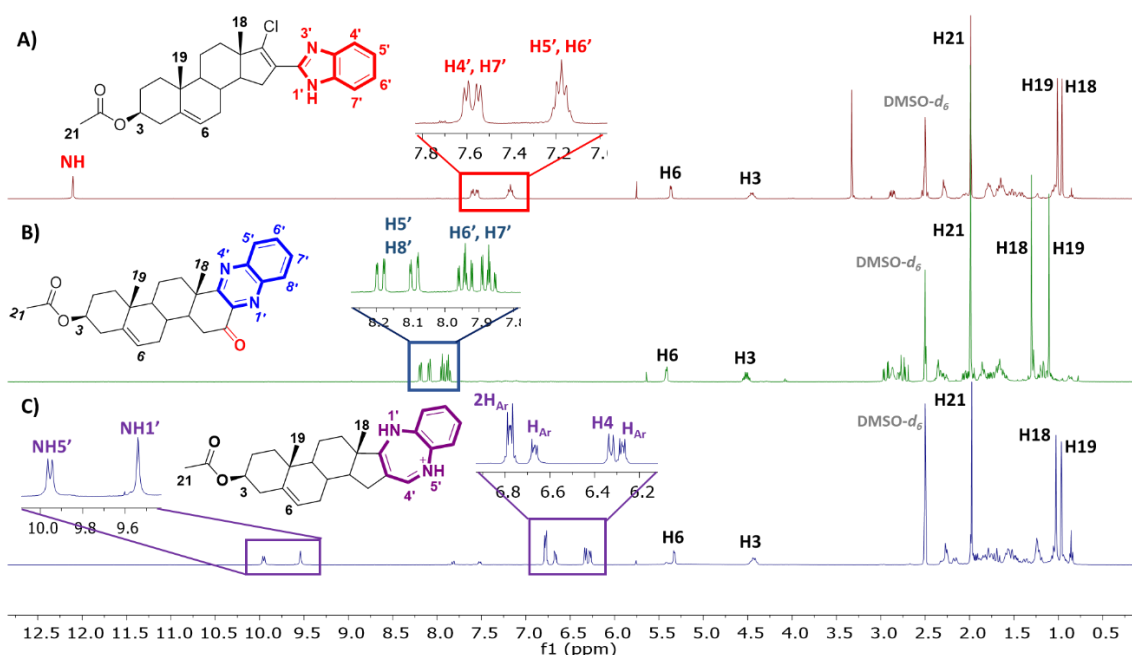 A)
18 Cl
19
3' N
4'
5'
6'
7'
1' NH
O
21 O
3
6
H4', H7'
H5', H6'
7.8 7.6 7.4 7.2 7.0
NH
H6
H3
DMSO-d6
H21
H19 H18
B)
5' 6'
4' N
7'
8'
N
1'
18
19
O
O
21
3
6
O
H5'
H8'
H6', H7'
8.2 8.1 8.0 7.9 7.8
H6
H3
DMSO-d6
H21
H18
H19
C)
NH5'
NH1'
10.0 9.8 9.6
1'
HN
18
19
O
O
21
3
6
+
NH
5'
4'
2HAr
HAr
H4
HAr
6.8 6.6 6.4 6.2
H6
H3
DMSO-d6
H21
H18
H19
12.5 12.0 11.5 11.0 10.5 10.0 9.5 9.0 8.5 8.0 7.5 7.0 6.5 6.0 5.5 5.0 4.5 4.0 3.5 3.0 2.5 2.0 1.5 1.0 0.5 0.0
f1 (ppm)